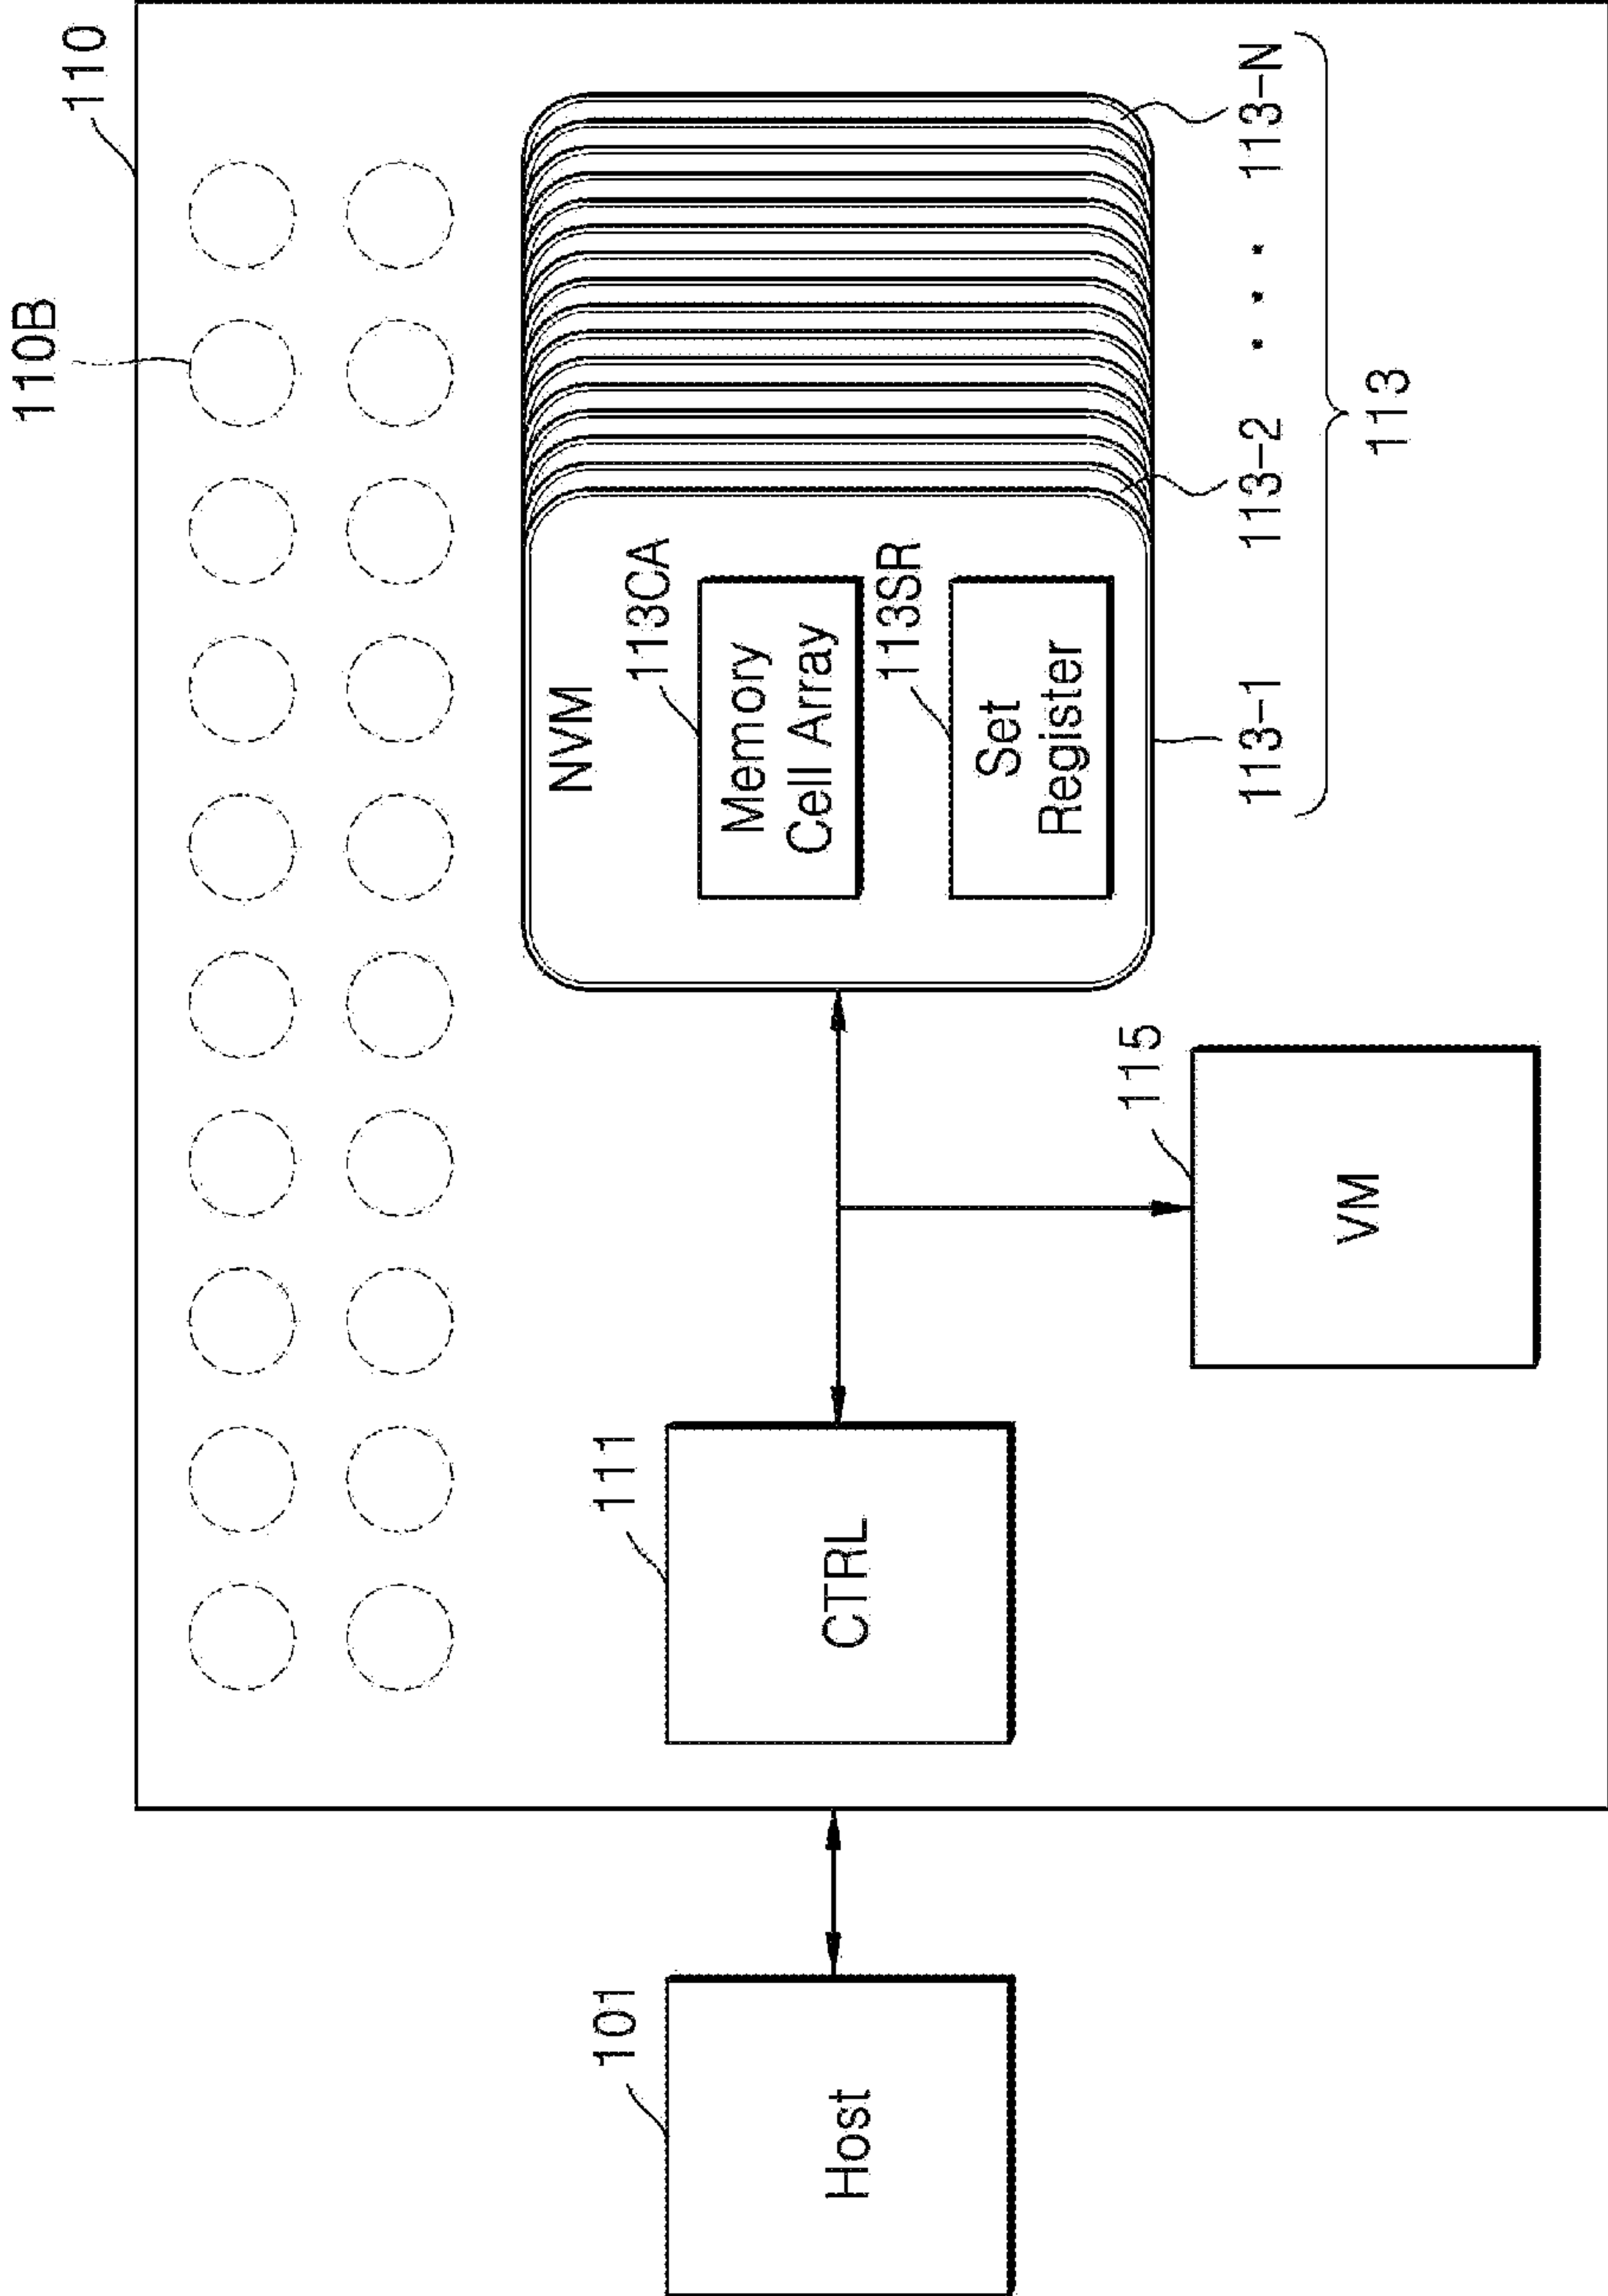 110B
110
NVM
113CA
Memory
Cell Array
113SR
Set
Register
101
Host
111
CTRL
115
VM
113-1
113-2
...
113-N
113